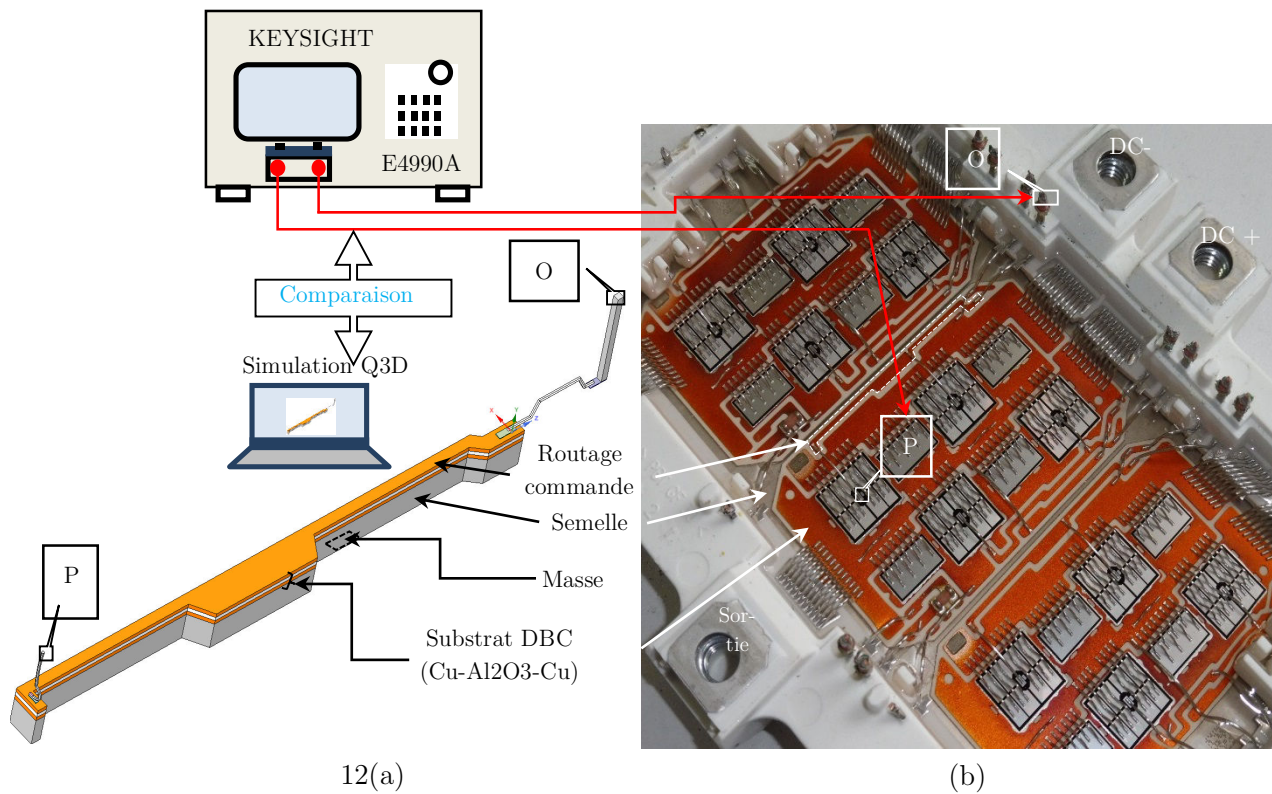 KEYSIGHT
E4990A
Comparaison
Simulation Q3D
O
X
Y
Z
Routage
commande
Semelle
P
Masse
Substrat DBC
(Cu-Al2O3-Cu)
12(a)
O
DC-
DC +
P
Sor-
tie
(b)